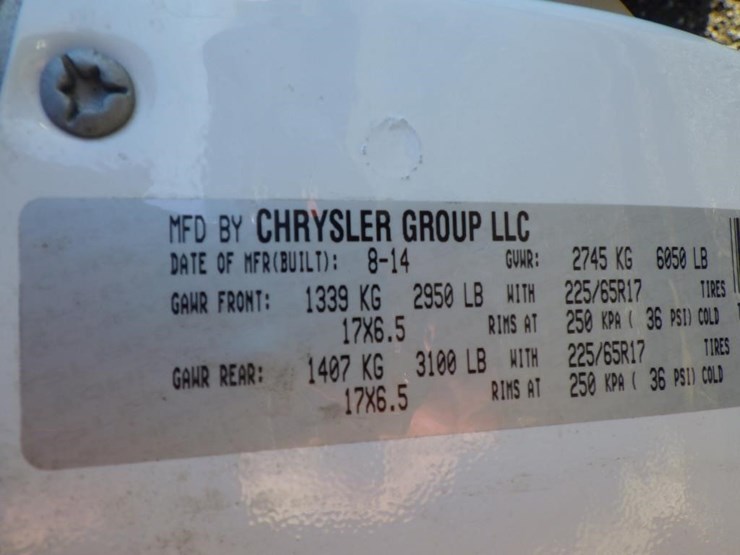 MFD BY CHRYSLER GROUP LLC
DATE OF MFR(BUILT): 8-14 GVWR: 2745 KG 6050 LB
GAWR FRONT: 1339 KG 2950 LB WITH 225/65R17 TIRES
17X6.5 RIMS AT 250 KPA ( 36 PSI) COLD
GAWR REAR: 1407 KG 3100 LB WITH 225/65R17 TIRES
17X6.5 RIMS AT 250 KPA ( 36 PSI) COLD